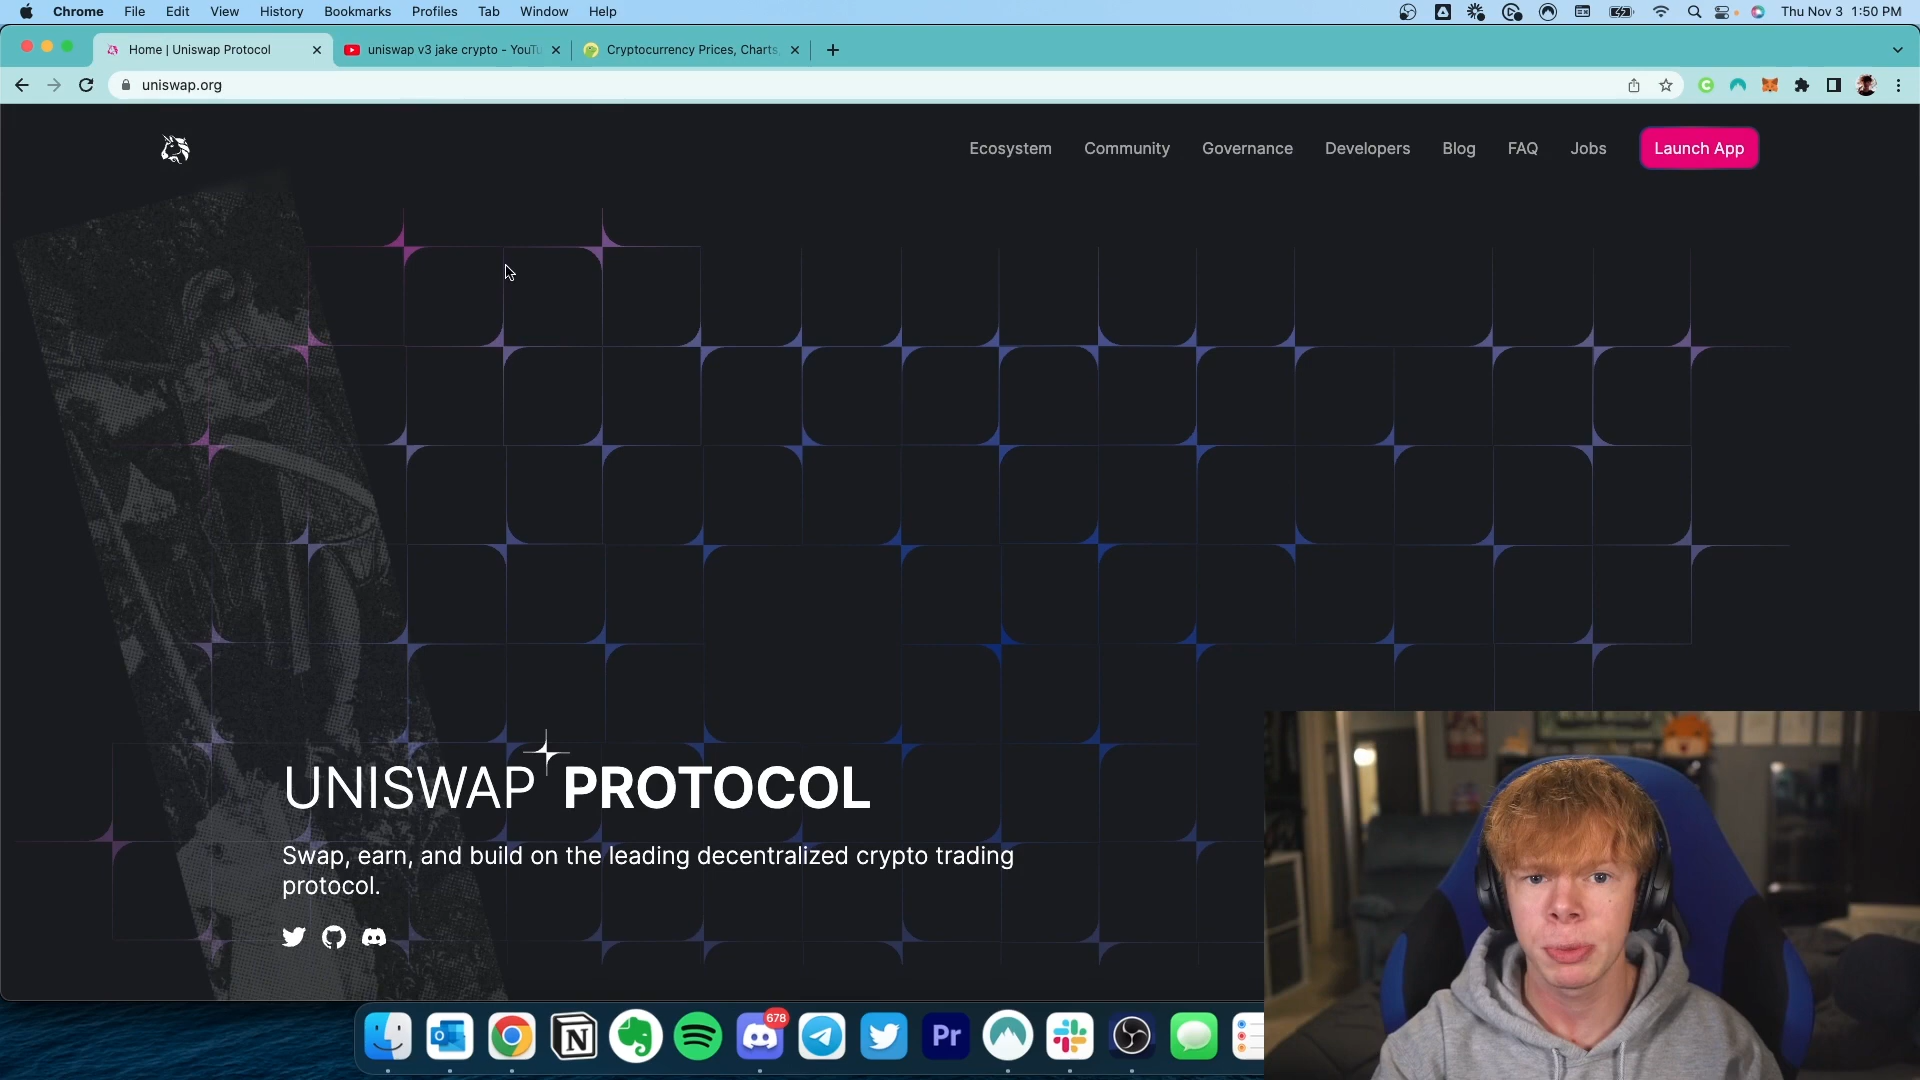 Chrome File Edit View History Bookmarks Profiles Tab Window Help
Thu Nov 3 1:50 PM
Home | Uniswap Protocol
uniswap v3 jake crypto - YouTu
Cryptocurrency Prices, Charts,
uniswap.org
Ecosystem Community Governance Developers Blog FAQ Jobs Launch App
UNISWAP PROTOCOL
Swap, earn, and build on the leading decentralized crypto trading
protocol.
678
Pr